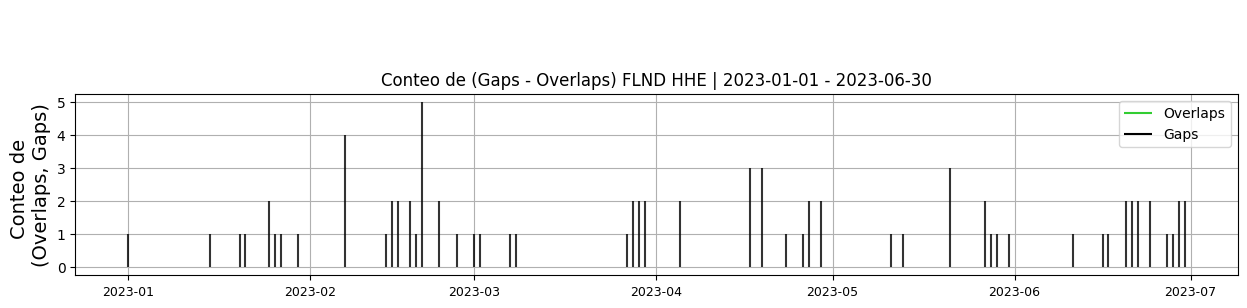 Conteo de (Gaps - Overlaps) FLND HHE | 2023-01-01 - 2023-06-30
Conteo de
(Overlaps, Gaps)
5
4
3
2
1
0
Overlaps
Gaps
2023-01 2023-02 2023-03 2023-04 2023-05 2023-06 2023-07